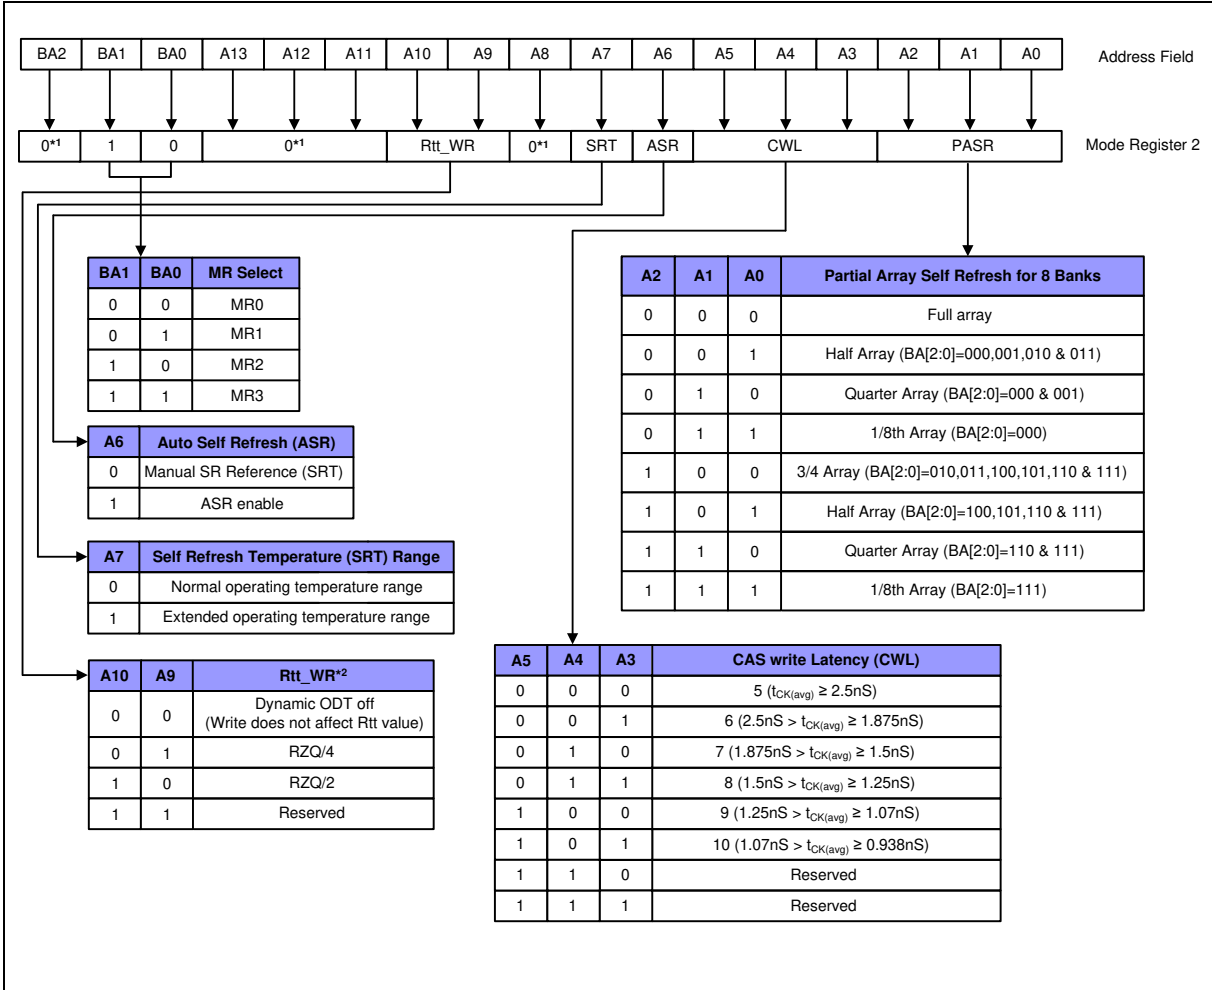 BA2 BA1 BA0 A13 A12 A11 A10 A9 A8 A7 A6 A5 A4 A3 A2 A1 A0 Address Field
0*1 1 0 0*1 Rtt_WR 0*1 SRT ASR CWL PASR Mode Register 2
BA1 BA0 MR Select
0 0 MR0
0 1 MR1
1 0 MR2
1 1 MR3
A6 Auto Self Refresh (ASR)
0 Manual SR Reference (SRT)
1 ASR enable
A7 Self Refresh Temperature (SRT) Range
0 Normal operating temperature range
1 Extended operating temperature range
A10 A9 Rtt_WR*2
0 0 Dynamic ODT off
(Write does not affect Rtt value)
0 1 RZQ/4
1 0 RZQ/2
1 1 Reserved
A2 A1 A0 Partial Array Self Refresh for 8 Banks
0 0 0 Full array
0 0 1 Half Array (BA[2:0]=000,001,010 & 011)
0 1 0 Quarter Array (BA[2:0]=000 & 001)
0 1 1 1/8th Array (BA[2:0]=000)
1 0 0 3/4 Array (BA[2:0]=010,011,100,101,110 & 111)
1 0 1 Half Array (BA[2:0]=100,101,110 & 111)
1 1 0 Quarter Array (BA[2:0]=110 & 111)
1 1 1 1/8th Array (BA[2:0]=111)
A5 A4 A3 CAS write Latency (CWL)
0 0 0 5 (tCK(avg) ≥ 2.5nS)
0 0 1 6 (2.5nS > tCK(avg) ≥ 1.875nS)
0 1 0 7 (1.875nS > tCK(avg) ≥ 1.5nS)
0 1 1 8 (1.5nS > tCK(avg) ≥ 1.25nS)
1 0 0 9 (1.25nS > tCK(avg) ≥ 1.07nS)
1 0 1 10 (1.07nS > tCK(avg) ≥ 0.938nS)
1 1 0 Reserved
1 1 1 Reserved